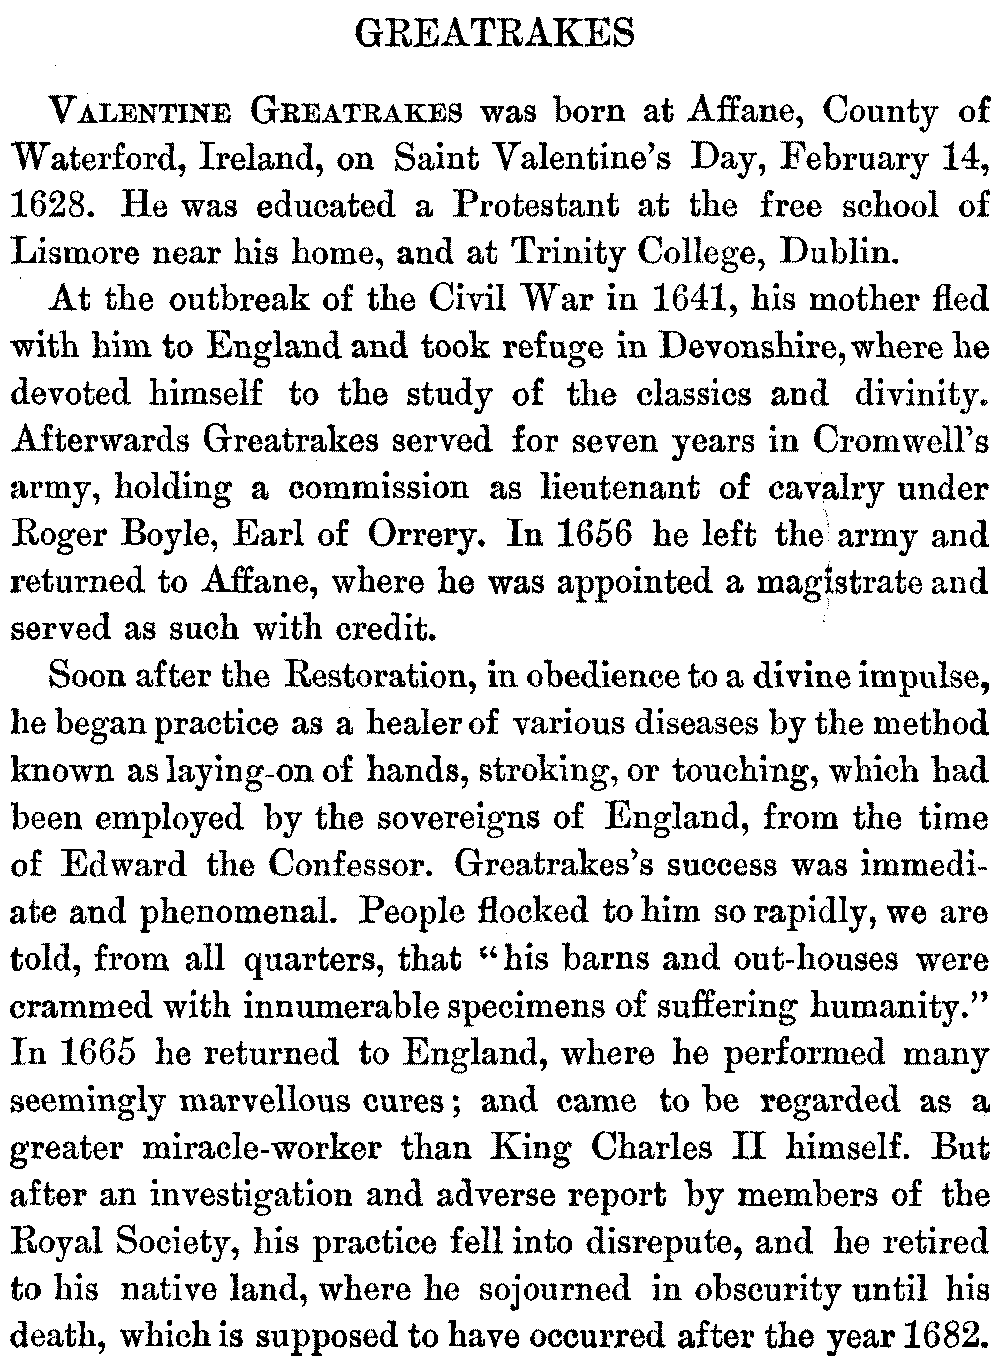 GREATRAKES
VALENTINE GREATRAKES was born at Affane, County of
Waterford, Ireland, on Saint Valentine's Day, February 14,
1628. He was educated a Protestant at the free school of
Lismore near his home, and at Trinity College, Dublin.
At the outbreak of the Civil War in 1641, his mother fled
with him to England and took refuge in Devonshire, where he
devoted himself to the study of the classics and divinity.
Afterwards Greatrakes served for seven years in Cromwell's
army, holding a commission as lieutenant of cavalry under
Roger Boyle, Earl of Orrery. In 1656 he left the army and
returned to Affane, where he was appointed a magistrate and
served as such with credit.
Soon after the Restoration, in obedience to a divine impulse,
he began practice as a healer of various diseases by the method
known as laying-on of hands, stroking, or touching, which had
been employed by the sovereigns of England, from the time
of Edward the Confessor. Greatrakes's success was immedi-
ate and phenomenal. People flocked to him so rapidly, we are
told, from all quarters, that "his barns and out-houses were
crammed with innumerable specimens of suffering humanity."
In 1665 he returned to England, where he performed many
seemingly marvellous cures; and came to be regarded as a
greater miracle-worker than King Charles II himself. But
after an investigation and adverse report by members of the
Royal Society, his practice fell into disrepute, and he retired
to his native land, where he sojourned in obscurity until his
death, which is supposed to have occurred after the year 1682.